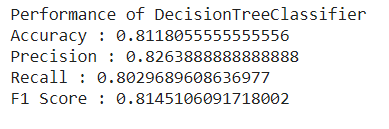 Performance of DecisionTreeClassifier
Accuracy : 0.8118055555555556
Precision : 0.8263888888888888
Recall : 0.8029689608636977
F1 Score : 0.8145106091718002